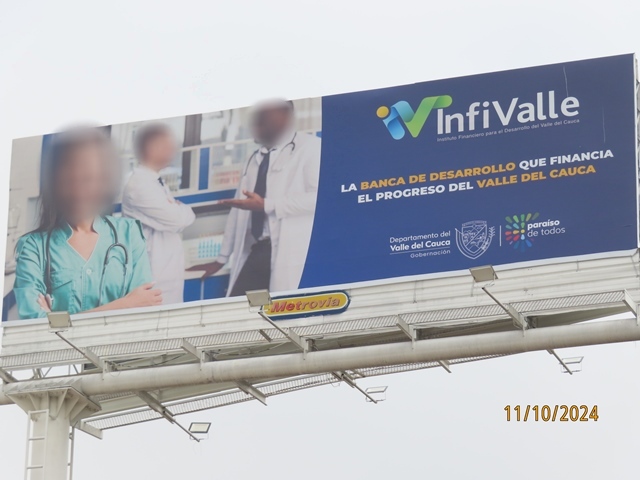 InfiValle
Instituto Financiero para el Desarrollo del Valle del Cauca
LA BANCA DE DESARROLLO QUE FINANCIA
EL PROGRESO DEL VALLE DEL CAUCA
Departamento del
Valle del Cauca
Gobernación
paraíso
de todos
Metrovia
11/10/2024